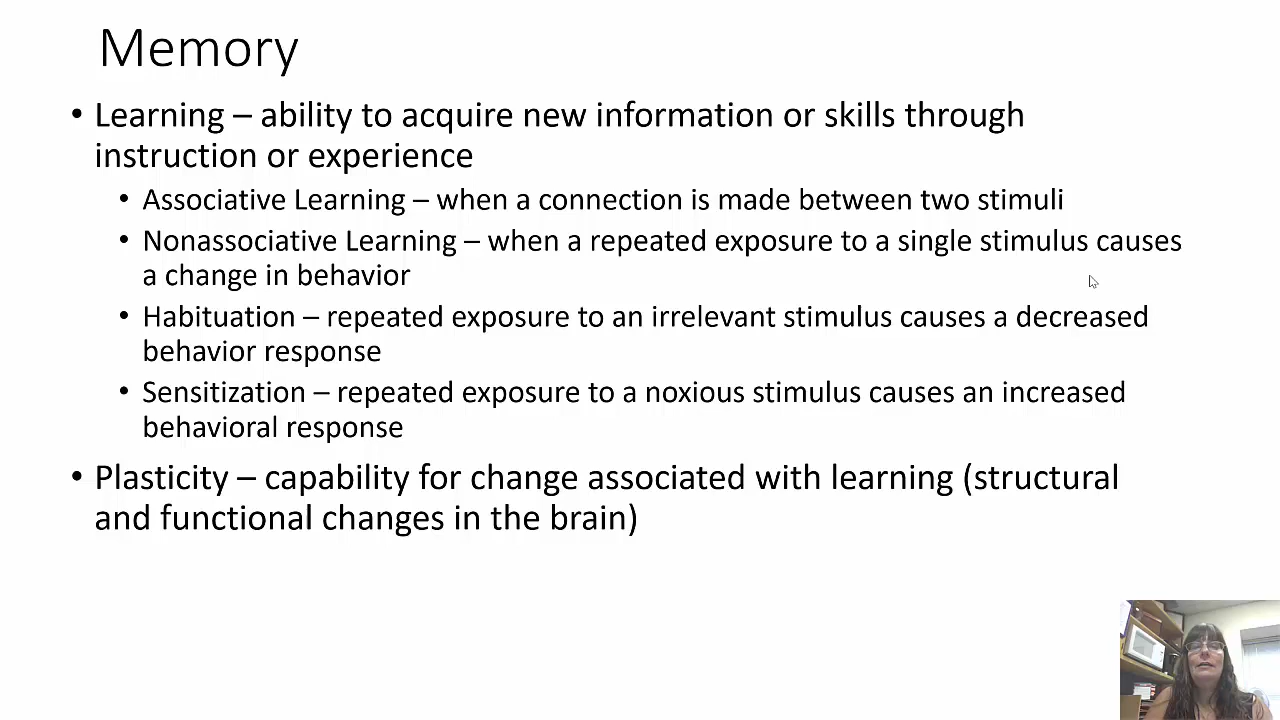 Memory
• Learning – ability to acquire new information or skills through
instruction or experience
• Associative Learning – when a connection is made between two stimuli
• Nonassociative Learning – when a repeated exposure to a single stimulus causes
a change in behavior
• Habituation – repeated exposure to an irrelevant stimulus causes a decreased
behavior response
• Sensitization – repeated exposure to a noxious stimulus causes an increased
behavioral response
• Plasticity – capability for change associated with learning (structural
and functional changes in the brain)